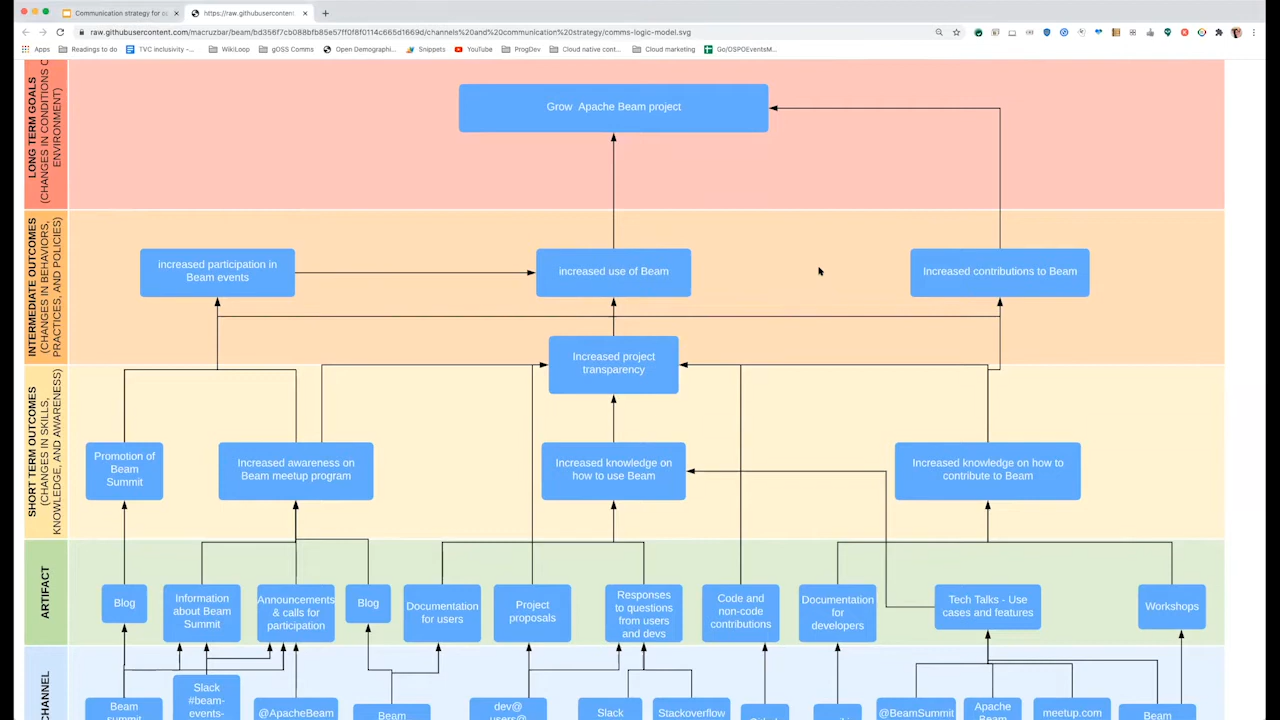 Communication strategy for ec
https://raw.githubusercontent
raw.githubusercontent.com/macruzbar/beam/bd356f7cb088bfb85e57ff0f8f0114c665d1669d/channels%20and%20communication%20strategy/comms-logic-model.svg
Apps
Readings to do
TVC inclusivity -...
WikiLoop
gOSS Comms
Open Demographi...
Snippets
YouTube
ProgDev
Cloud native cont...
Cloud marketing
Go/OSPOEventsM...
LONG TERM GOALS
(CHANGES IN CONDITIONS O
ENVIRONMENT)
Grow Apache Beam project
INTERMEDIATE OUTCOMES
(CHANGES IN BEHAVIORS,
PRACTICES, AND POLICIES)
increased participation in
Beam events
increased use of Beam
Increased contributions to Beam
Increased project
transparency
SHORT TERM OUTCOMES
(CHANGES IN SKILLS,
KNOWLEDGE, AND AWARENESS)
Promotion of
Beam
Summit
Increased awareness on
Beam meetup program
Increased knowledge on
how to use Beam
Increased knowledge on how to
contribute to Beam
ARTIFACT
Blog
Information
about Beam
Summit
Announcements
& calls for
participation
Blog
Documentation
for users
Project
proposals
Responses
to questions
from users
and devs
Code and
non-code
contributions
Documentation
for
developers
Tech Talks - Use
cases and features
Workshops
CHANNEL
Beam
summit
Slack
#beam-
events-
@ApacheBeam
Beam
dev@
users@
Slack
Stackoverflow
@BeamSummit
Apache
Beam
meetup.com
Beam